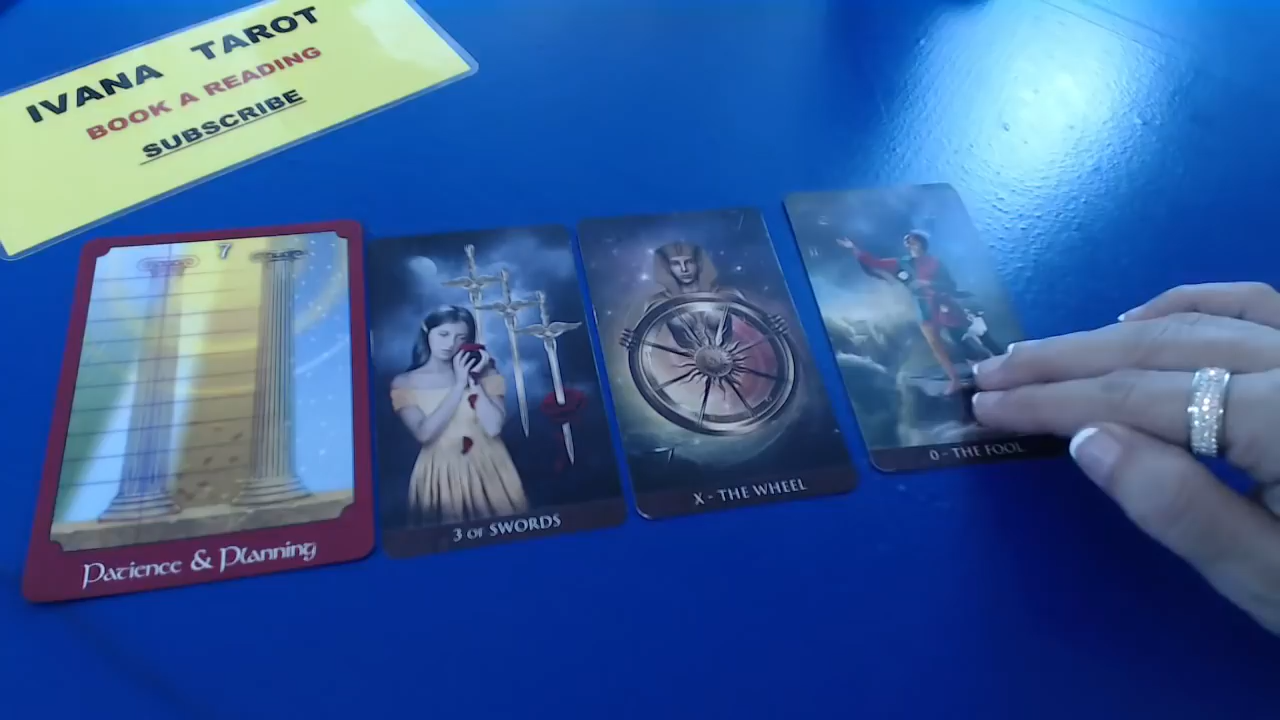 IVANA TAROT
BOOK A READING
SUBSCRIBE
7
Patience & Planning
3 OF SWORDS
X - THE WHEEL
0 - THE FOOL